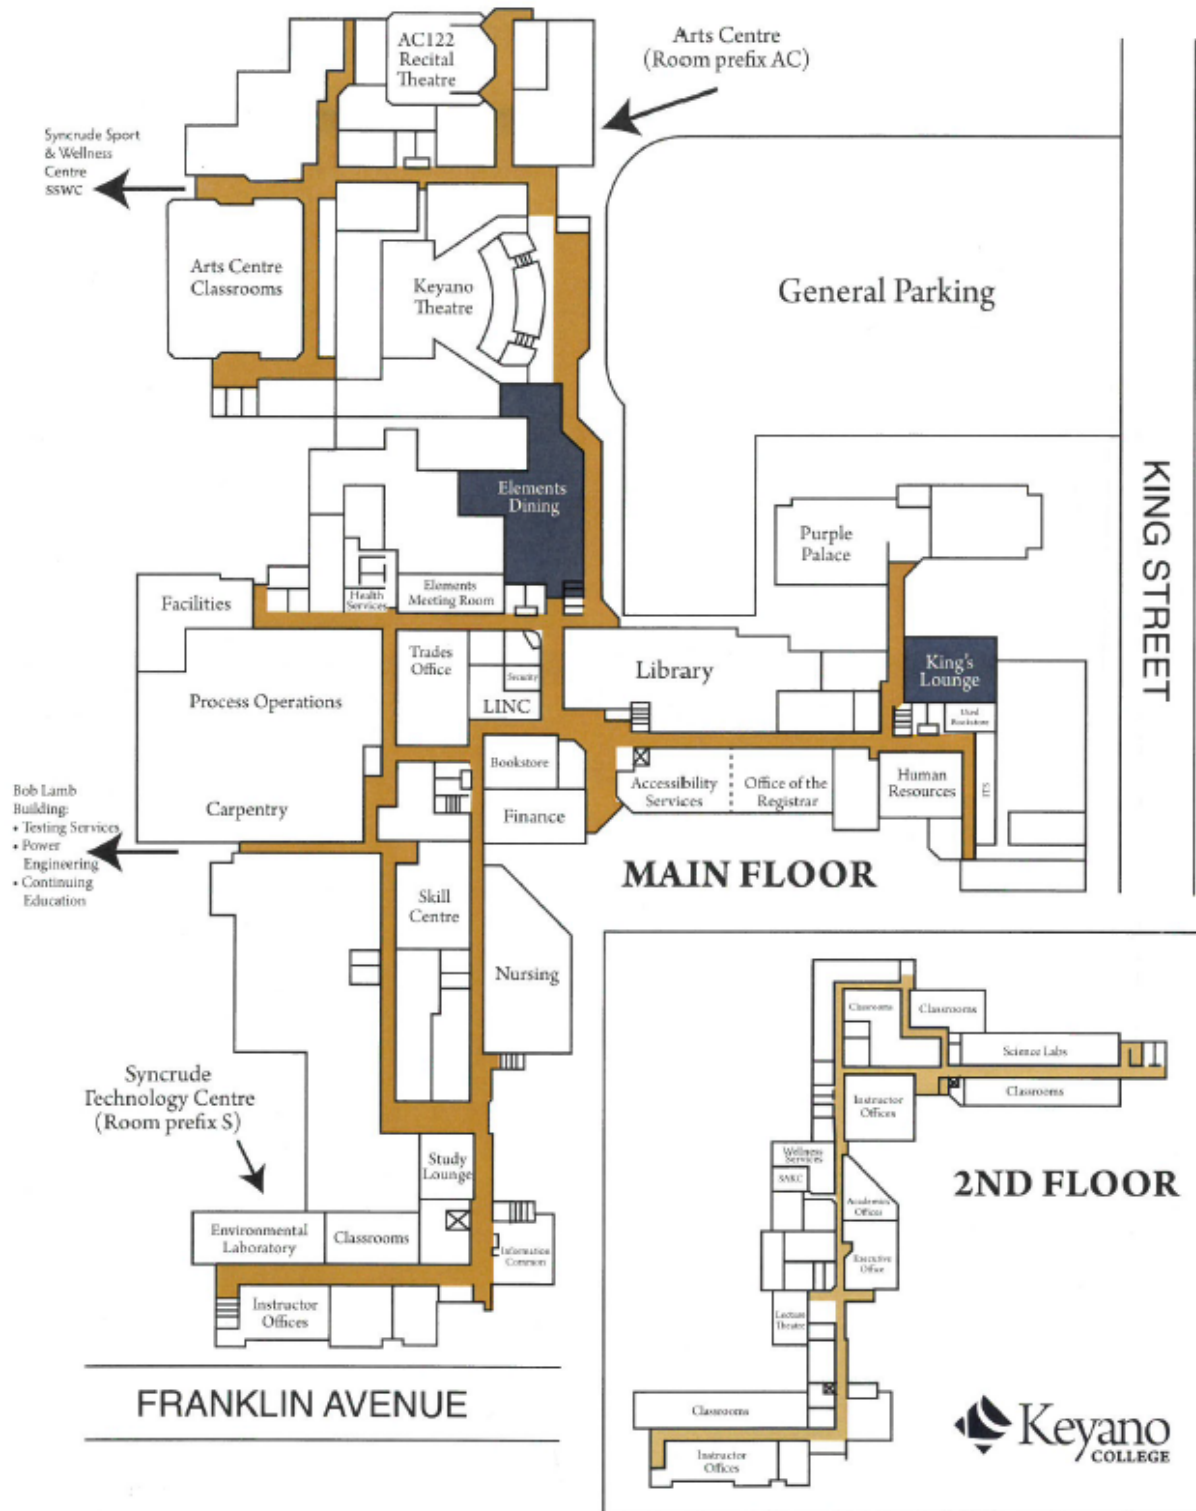 AC122
Recital
Theatre
Arts Centre
(Room prefix AC)
Syncrude Sport
& Wellness
Centre
SSWC
Arts Centre
Classrooms
Keyano
Theatre
General Parking
KING STREET
Elements
Dining
Purple
Palace
Facilities
Health
Services
Elements
Meeting Room
Trades
Office
Security
LINC
Library
King's
Lounge
Used
Bookstore
Process Operations
Carpentry
Bookstore
Finance
Accessibility
Services
Office of the
Registrar
Human
Resources
ITS
Bob Lamb
Building:
• Testing Services
• Power
Engineering
• Continuing
Education
MAIN FLOOR
Skill
Centre
Nursing
Syncrude
Technology Centre
(Room prefix S)
Study
Lounge
Environmental
Laboratory
Classrooms
Information
Common
Instructor
Offices
FRANKLIN AVENUE
Classrooms
Classrooms
Science Labs
Classrooms
Instructor
Offices
Wellness
Services
SAKC
Academic
Offices
2ND FLOOR
Executive
Office
Lecture
Theatre
Classrooms
Instructor
Offices
Keyano
COLLEGE